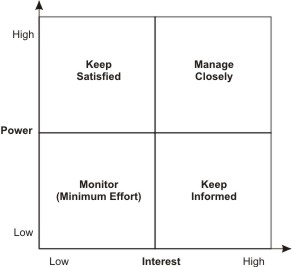 High
Keep
Satisfied
Manage
Closely
Power
Monitor
(Minimum Effort)
Keep
Informed
Low
Low
Interest
High